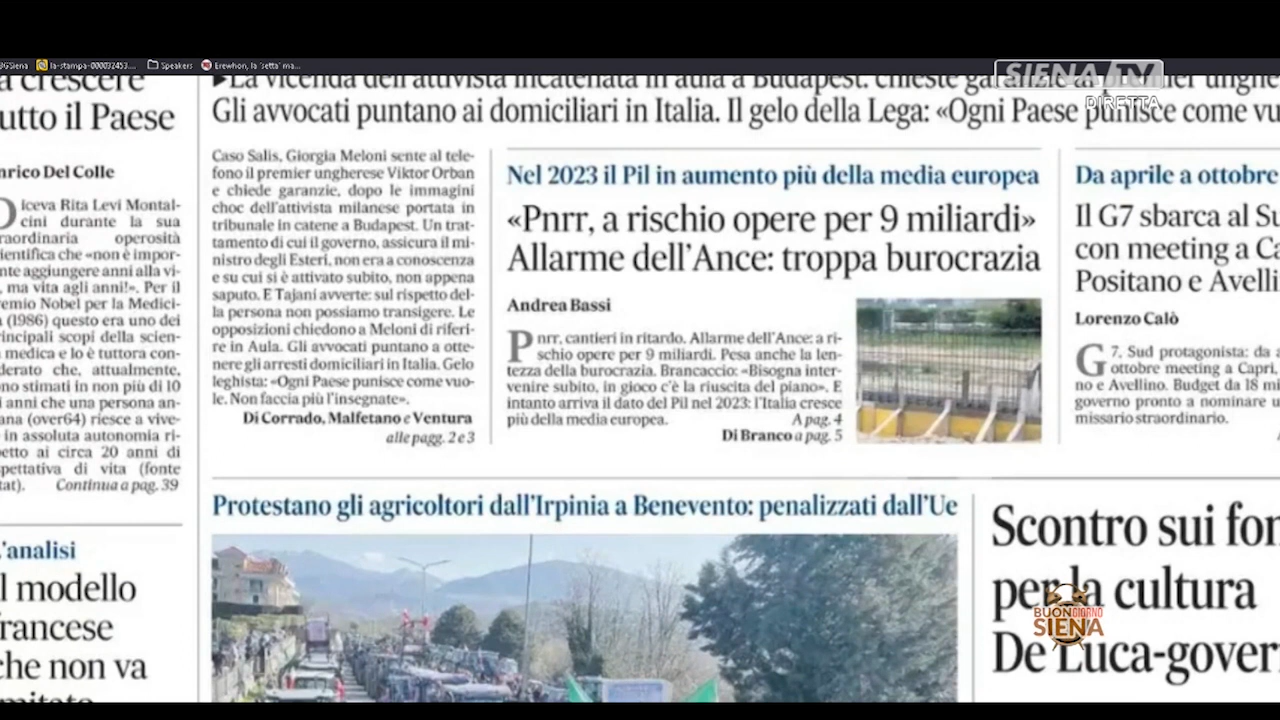 la-stampa-000032453....
Speakers
Erewhon, la 'setta' ma...
SIENA TV
DIRETTA
a crescere
utto il Paese
nrico Del Colle
Diceva Rita Levi Montal-
cini durante la sua
raordinaria operosità
ientifica che «non è impor-
nte aggiungere anni alla vi-
, ma vita agli anni!». Per il
emio Nobel per la Medici-
(1986) questo era uno dei
incipali scopi della scien-
medica e lo è tuttora con-
derato che, attualmente,
no stimati in non più di 10
i anni che una persona an-
ana (over64) riesce a vive-
in assoluta autonomia ri-
etto ai circa 20 anni di
pettativa di vita (fonte
tat). Continua a pag. 39
L'analisi
l modello
francese
che non va
La vicenda dell'attivista incatenata in aula a Budapest: chieste
Gli avvocati puntano ai domiciliari in Italia. Il gelo della Lega: «Ogni Paese punisce come vu
Caso Salis, Giorgia Meloni sente al tele-
fono il premier ungherese Viktor Orban
e chiede garanzie, dopo le immagini
choc dell'attivista milanese portata in
tribunale in catene a Budapest. Un trat-
tamento di cui il governo, assicura il mi-
nistro degli Esteri, non era a conoscenza
e su cui si è attivato subito, non appena
saputo. E Tajani avverte: sul rispetto del-
la persona non possiamo transigere. Le
opposizioni chiedono a Meloni di riferi-
re in Aula. Gli avvocati puntano a otte-
nere gli arresti domiciliari in Italia. Gelo
leghista: «Ogni Paese punisce come vuo-
le. Non faccia più l'insegnate».
Di Corrado, Malfetano e Ventura
alle pagg. 2 e 3
Nel 2023 il Pil in aumento più della media europea
«Pnrr, a rischio opere per 9 miliardi»
Allarme dell'Ance: troppa burocrazia
Andrea Bassi
Pnrr, cantieri in ritardo. Allarme dell'Ance: a ri-
schio opere per 9 miliardi. Pesa anche la len-
tezza della burocrazia. Brancaccio: «Bisogna inter-
venire subito, in gioco c'è la riuscita del piano». E
intanto arriva il dato del Pil nel 2023: l'Italia cresce
più della media europea. A pag. 4
Di Branco a pag. 5
Da aprile a ottobre
Il G7 sbarca al Su
con meeting a Ca
Positano e Avelli
Lorenzo Calò
G7, Sud protagonista: da a
ottobre meeting a Capri,
no e Avellino. Budget da 18 mi
governo pronto a nominare u
missario straordinario.
Protestano gli agricoltori dall'Irpinia a Benevento: penalizzati dall'Ue
Scontro sui fon
per la cultura
De Luca-gover
BUONGIORNO
SIENA